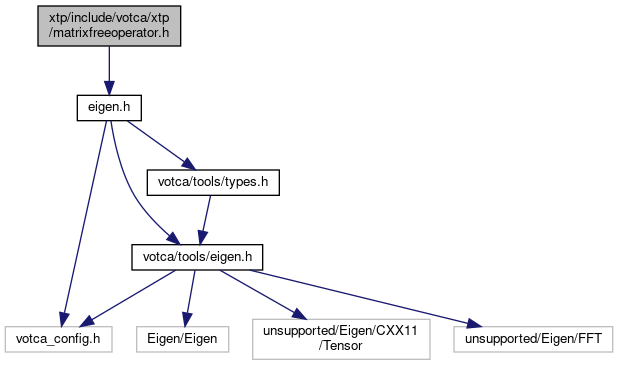 xtp/include/votca/xtp
/matrixfreeoperator.h
eigen.h
votca/tools/types.h
votca/tools/eigen.h
votca_config.h
Eigen/Eigen
unsupported/Eigen/CXX11
/Tensor
unsupported/Eigen/FFT